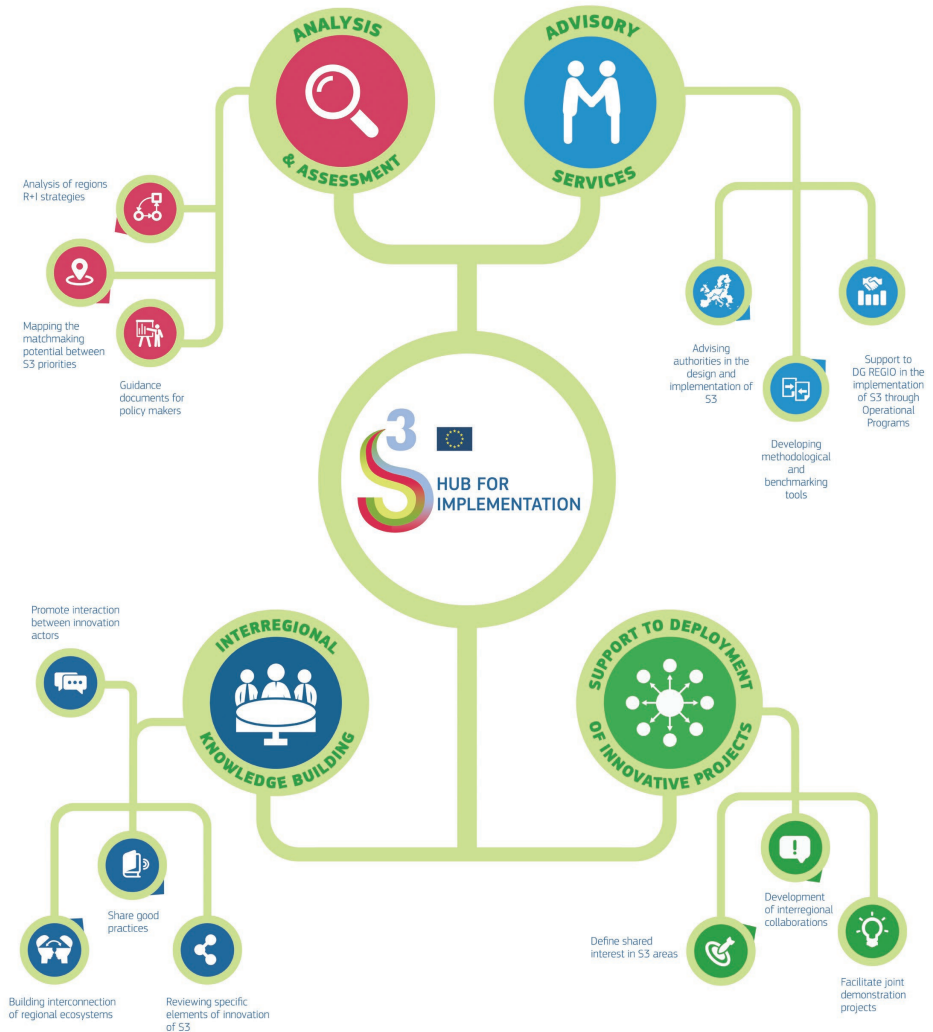 ANALYSIS
& ASSESSMENT
ADVISORY
SERVICES
Analysis of regions
R+I strategies
Mapping the
matchmaking
potential between
S3 priorities
Guidance
documents for
policy makers
Advising
authorities in the
design and
implementation of
S3
Support to
DG REGIO in the
implementation
of S3 through
Operational
Programs
Developing
methodological
and
benchmarking
tools
S3
HUB FOR
IMPLEMENTATION
Promote interaction
between innovation
actors
INTERREGIONAL
KNOWLEDGE BUILDING
SUPPORT TO DEPLOYMENT
OF INNOVATIVE PROJECTS
Share good
practices
Building interconnection
of regional ecosystems
Reviewing specific
elements of innovation
of S3
Development
of interregional
collaborations
Define shared
interest in S3 areas
Facilitate joint
demonstration
projects